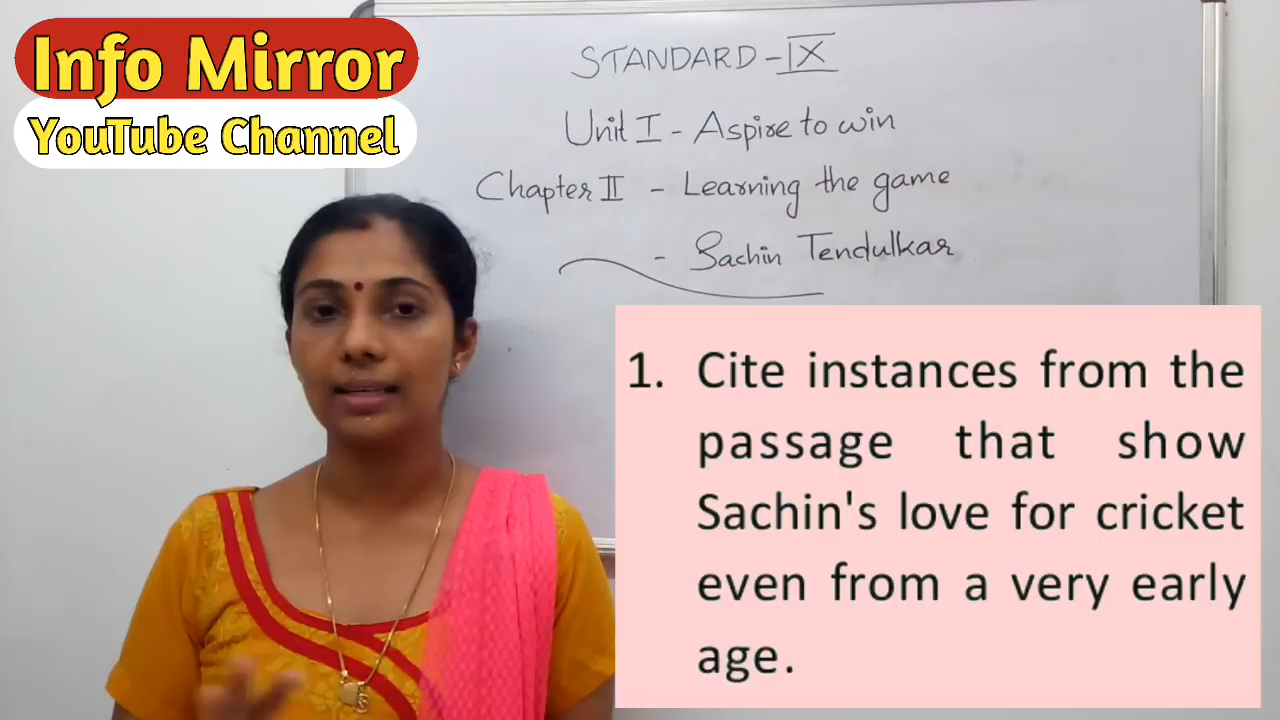 Info Mirror
YouTube Channel
STANDARD - IX
Unit I - Aspire to win
Chapter II - Learning the game
- Sachin Tendulkar
1. Cite instances from the
passage that show
Sachin's love for cricket
even from a very early
age.